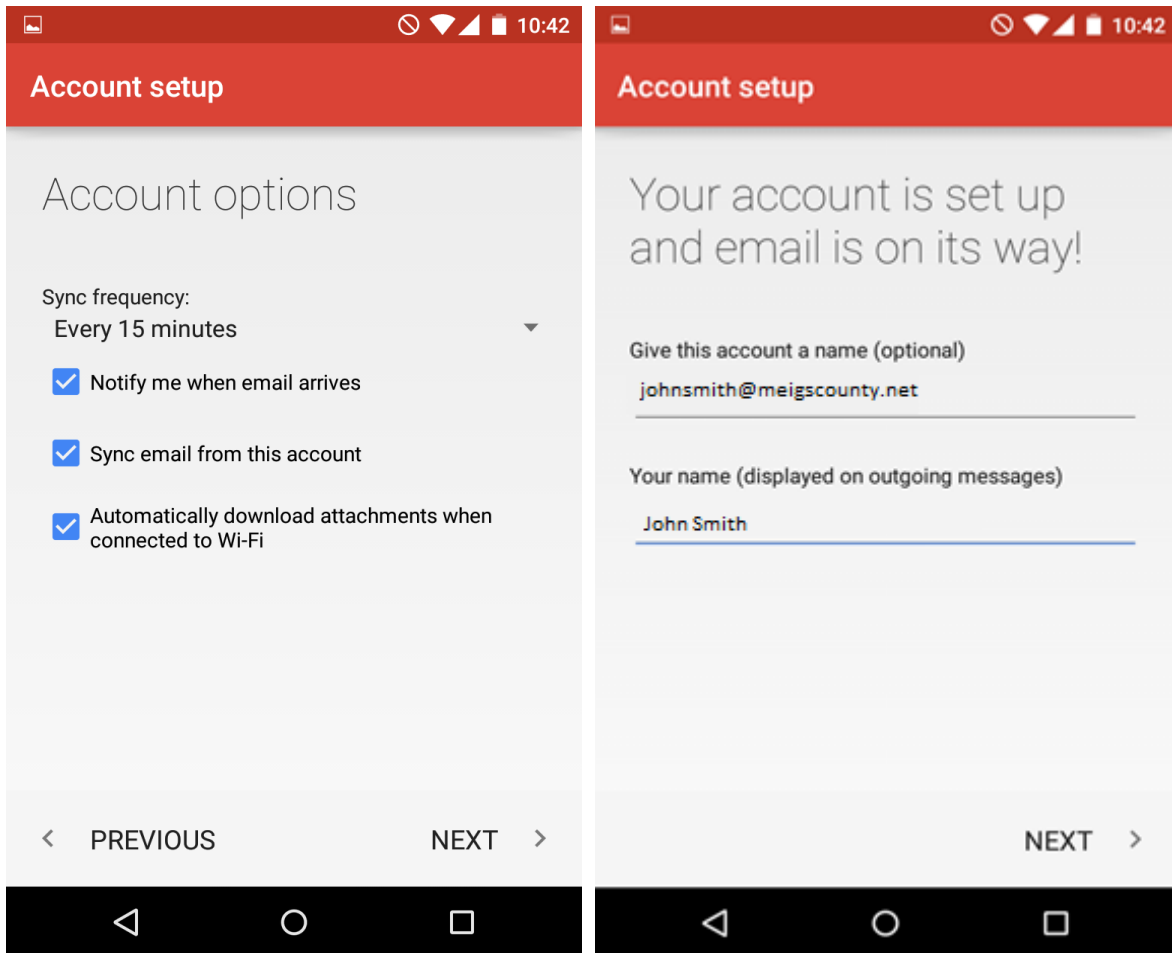 10:42
Account setup
Account options
Sync frequency:
Every 15 minutes
Notify me when email arrives
Sync email from this account
Automatically download attachments when
connected to Wi-Fi
PREVIOUS
NEXT
10:42
Account setup
Your account is set up
and email is on its way!
Give this account a name (optional)
johnsmith@meigscounty.net
Your name (displayed on outgoing messages)
John Smith
NEXT